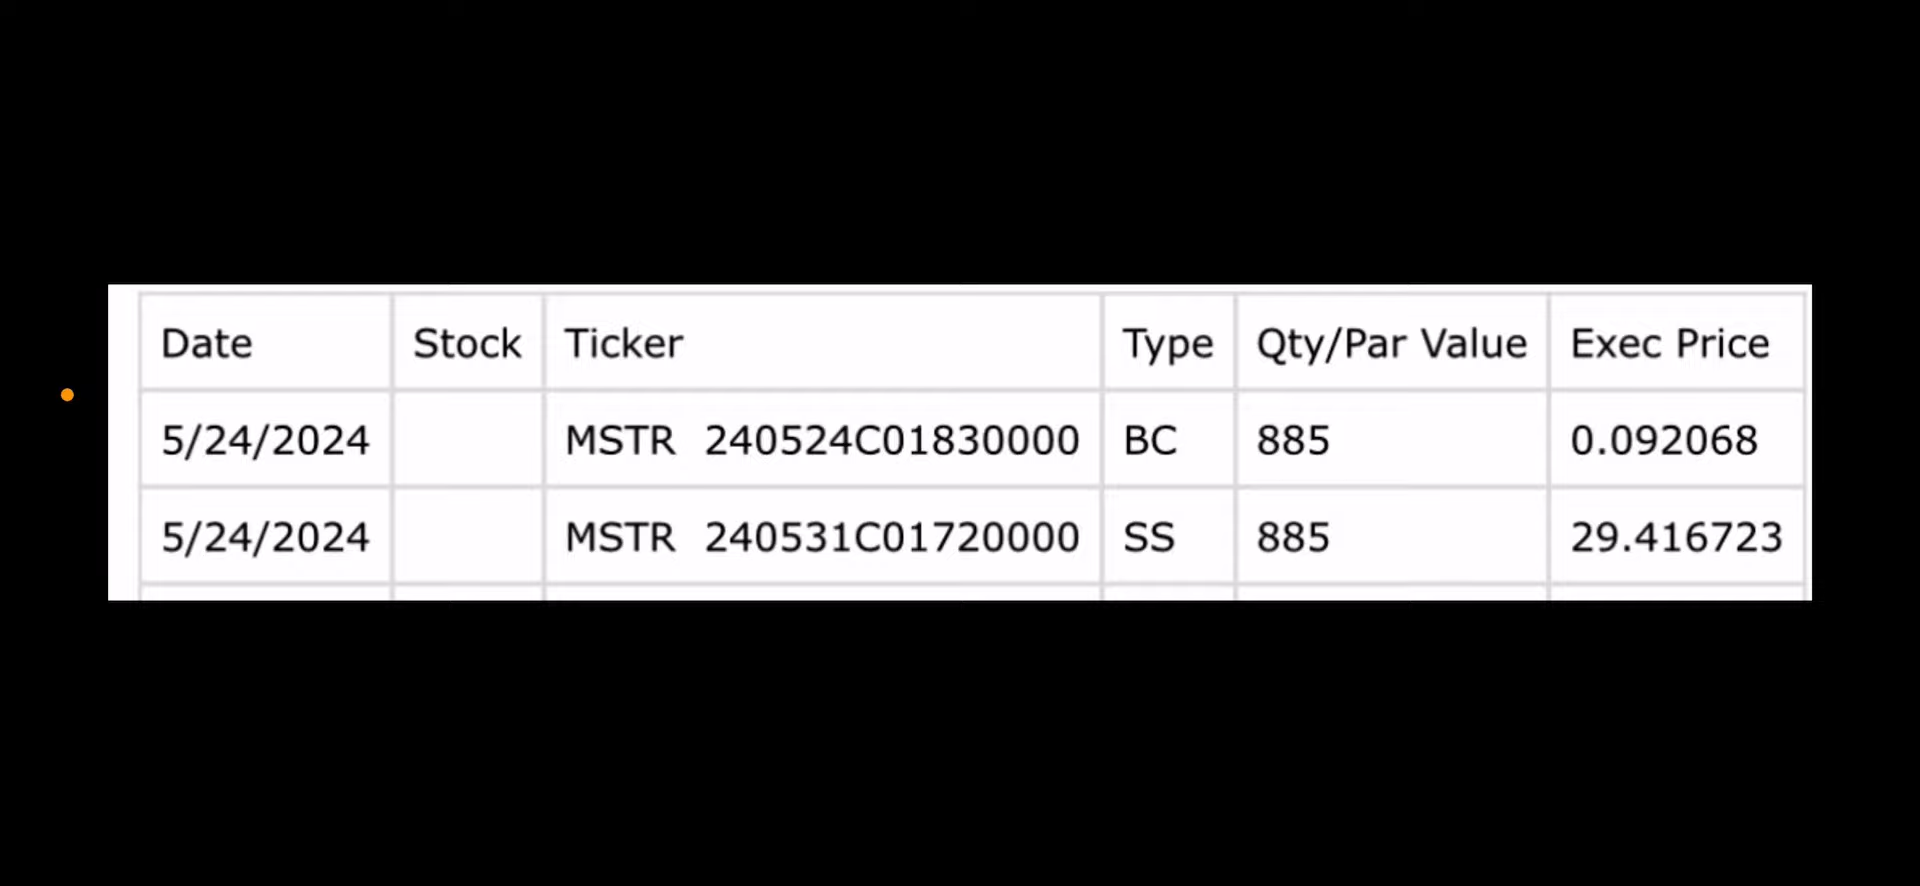 Date Stock Ticker Type Qty/Par Value Exec Price
5/24/2024 MSTR 240524C01830000 BC 885 0.092068
5/24/2024 MSTR 240531C01720000 SS 885 29.416723